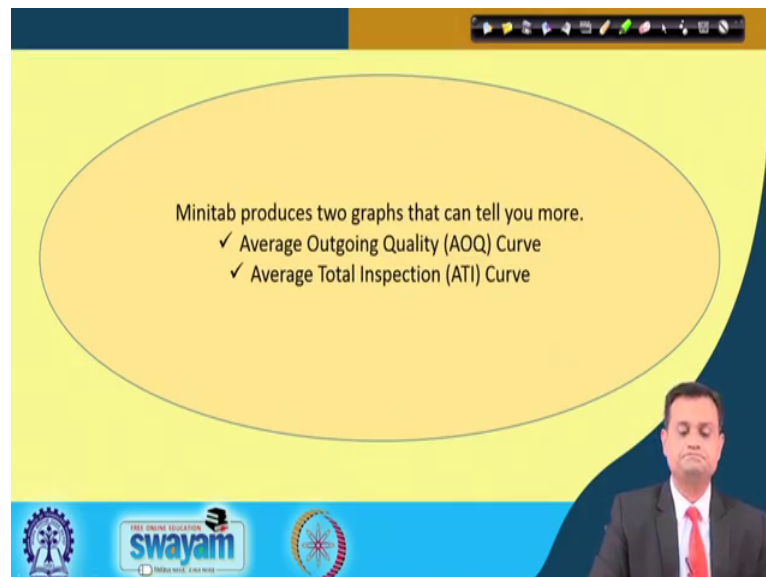 Minitab produces two graphs that can tell you more.
✓ Average Outgoing Quality (AOQ) Curve
✓ Average Total Inspection (ATI) Curve
FREE ONLINE EDUCATION
swayam